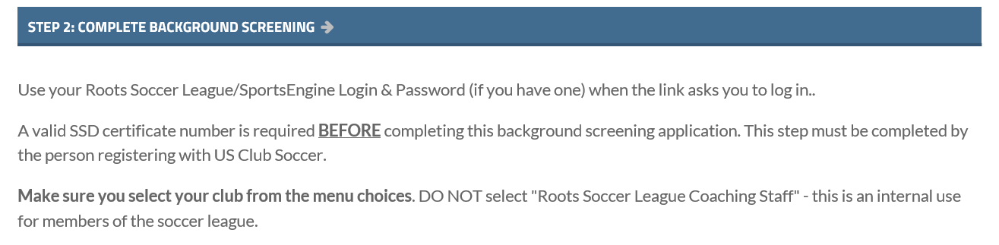 STEP 2: COMPLETE BACKGROUND SCREENING
Use your Roots Soccer League/SportsEngine Login & Password (if you have one) when the link asks you to log in..
A valid SSD certificate number is required BEFORE completing this background screening application. This step must be completed by
the person registering with US Club Soccer.
Make sure you select your club from the menu choices. DO NOT select "Roots Soccer League Coaching Staff" - this is an internal use
for members of the soccer league.